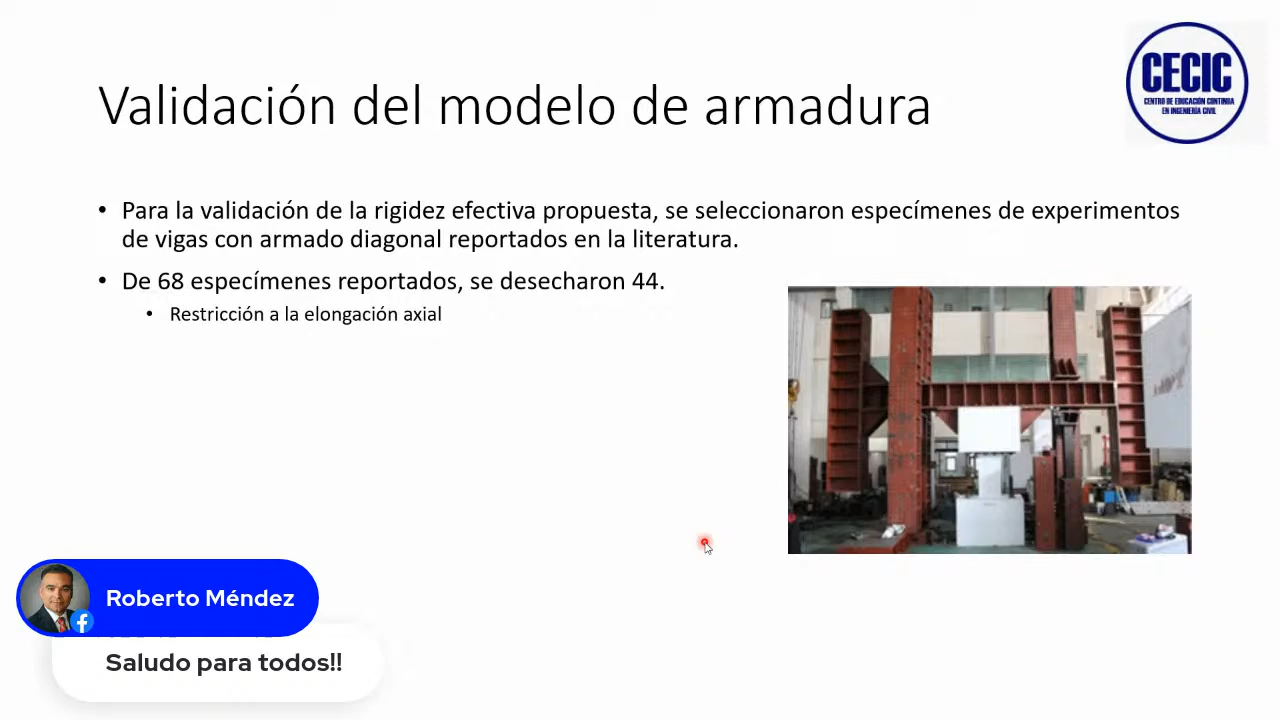 CECIC
CENTRO DE EDUCACIÓN CONTINUA
EN INGENIERÍA CIVIL
Validación del modelo de armadura
• Para la validación de la rigidez efectiva propuesta, se seleccionaron especímenes de experimentos
de vigas con armado diagonal reportados en la literatura.
• De 68 especímenes reportados, se desecharon 44.
• Restricción a la elongación axial
Roberto Méndez
Saludo para todos!!